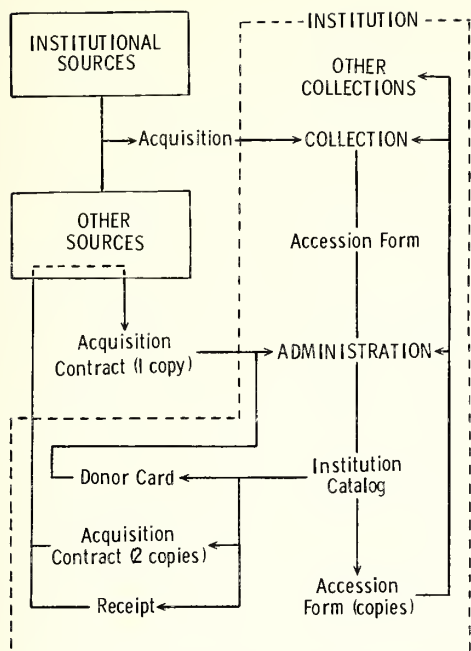 INSTITUTION
INSTITUTIONAL
SOURCES
OTHER
COLLECTIONS
Acquisition
COLLECTION
OTHER
SOURCES
Accession Form
Acquisition
Contract (1 copy)
ADMINISTRATION
Donor Card
Institution
Catalog
Acquisition
Contract (2 copies)
Receipt
Accession
Form (copies)